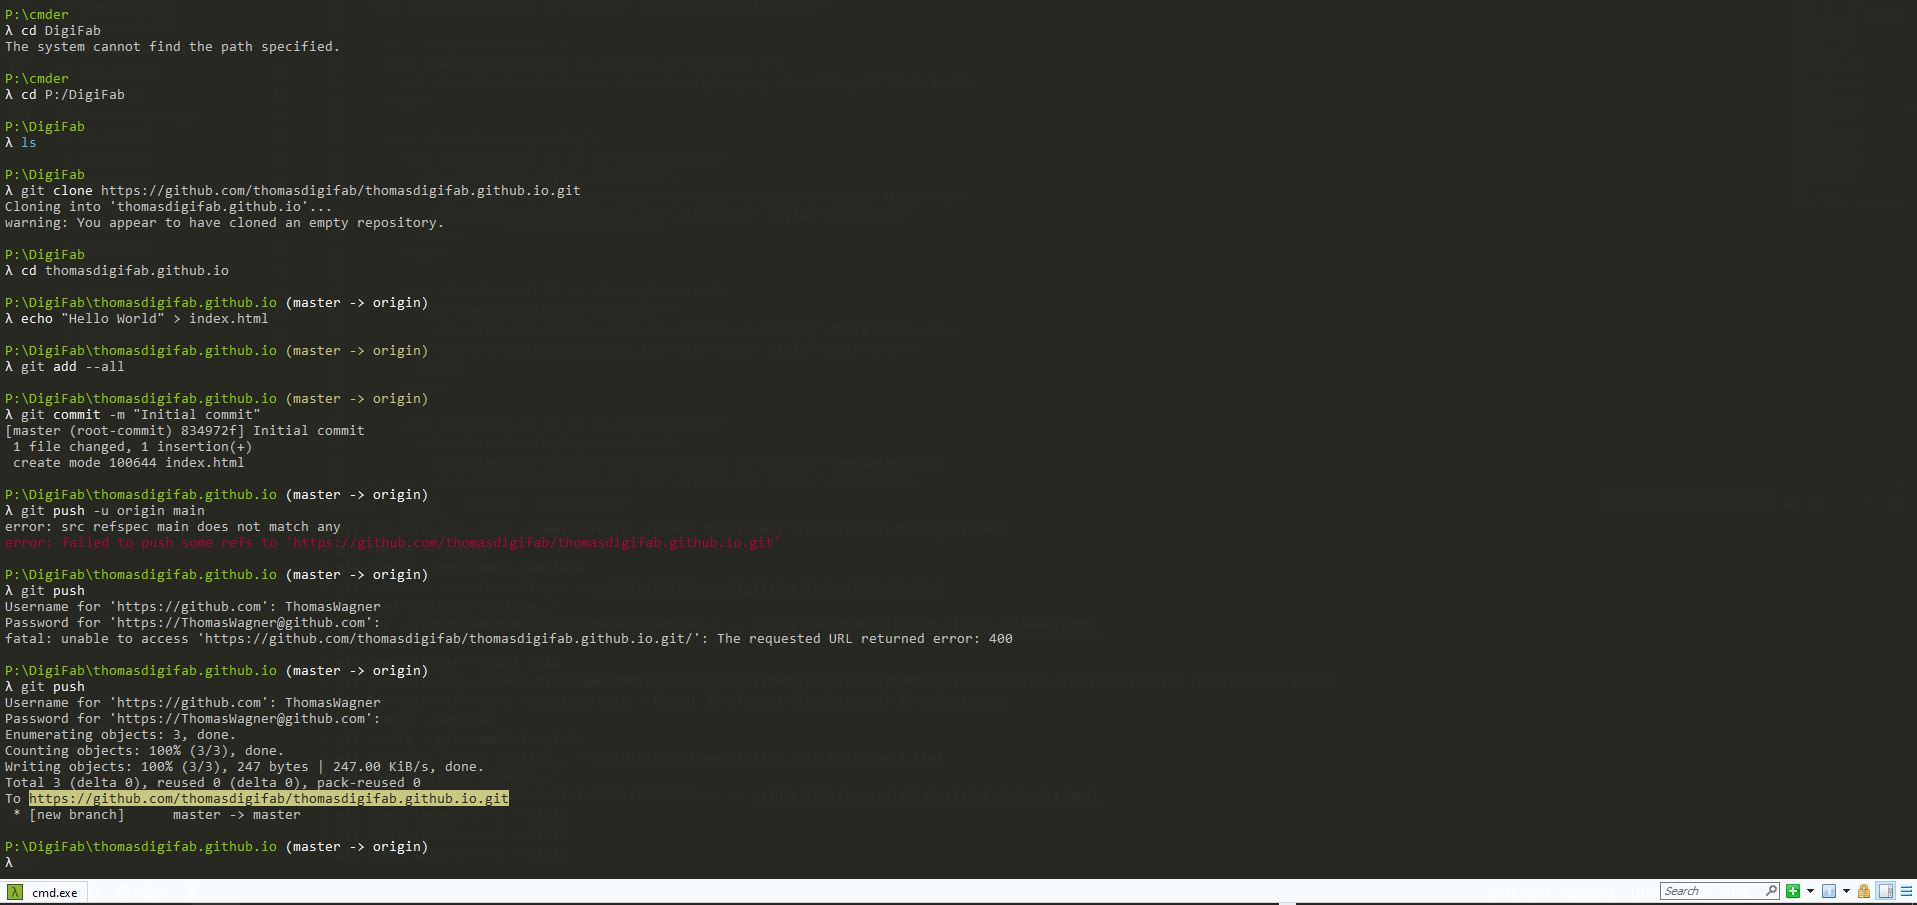 P:\cmder
λ cd DigiFab
The system cannot find the path specified.
P:\cmder
λ cd P:/DigiFab
P:\DigiFab
λ ls
P:\DigiFab
λ git clone https://github.com/thomasdigifab/thomasdigifab.github.io.git
Cloning into 'thomasdigifab.github.io'...
warning: You appear to have cloned an empty repository.
P:\DigiFab
λ cd thomasdigifab.github.io
P:\DigiFab\thomasdigifab.github.io (master -> origin)
λ echo "Hello World" > index.html
P:\DigiFab\thomasdigifab.github.io (master -> origin)
λ git add --all
P:\DigiFab\thomasdigifab.github.io (master -> origin)
λ git commit -m "Initial commit"
[master (root-commit) 834972f] Initial commit
1 file changed, 1 insertion(+)
create mode 100644 index.html
P:\DigiFab\thomasdigifab.github.io (master -> origin)
λ git push -u origin main
error: src refspec main does not match any
error: failed to push some refs to 'https://github.com/thomasdigifab/thomasdigifab.github.io.git'
P:\DigiFab\thomasdigifab.github.io (master -> origin)
λ git push
Username for 'https://github.com': ThomasWagner
Password for 'https://ThomasWagner@github.com':
fatal: unable to access 'https://github.com/thomasdigifab/thomasdigifab.github.io.git/': The requested URL returned error: 400
P:\DigiFab\thomasdigifab.github.io (master -> origin)
λ git push
Username for 'https://github.com': ThomasWagner
Password for 'https://ThomasWagner@github.com':
Enumerating objects: 3, done.
Counting objects: 100% (3/3), done.
Writing objects: 100% (3/3), 247 bytes | 247.00 KiB/s, done.
Total 3 (delta 0), reused 0 (delta 0), pack-reused 0
To https://github.com/thomasdigifab/thomasdigifab.github.io.git
* [new branch] master -> master
P:\DigiFab\thomasdigifab.github.io (master -> origin)
λ
λ cmd.exe
Search